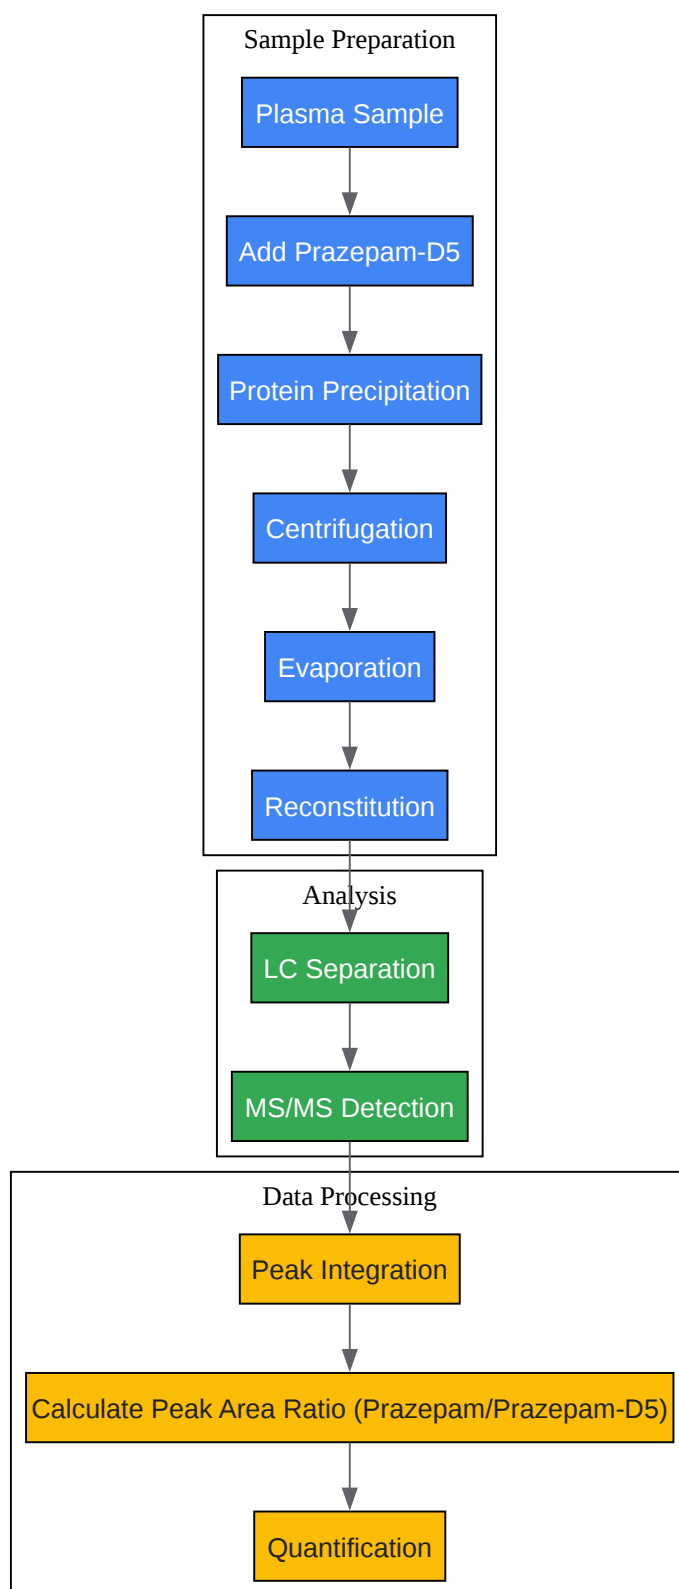 Sample Preparation
Plasma Sample
Add Prazepam-D5
Protein Precipitation
Centrifugation
Evaporation
Reconstitution
Analysis
LC Separation
MS/MS Detection
Data Processing
Peak Integration
Calculate Peak Area Ratio (Prazepam/Prazepam-D5)
Quantification